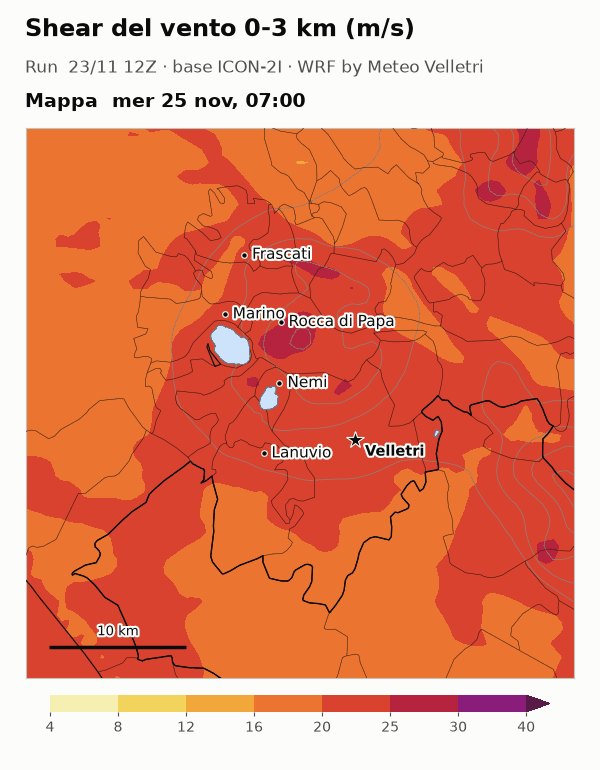 Shear del vento 0-3 km (m/s)
Run 23/11 12Z · base ICON-2I · WRF by Meteo Velletri
Mappa mer 25 nov, 07:00
Frascati
Marino
Rocca di Papa
Nemi
Velletri
Lanuvio
10 km
4 8 12 16 20 25 30 40